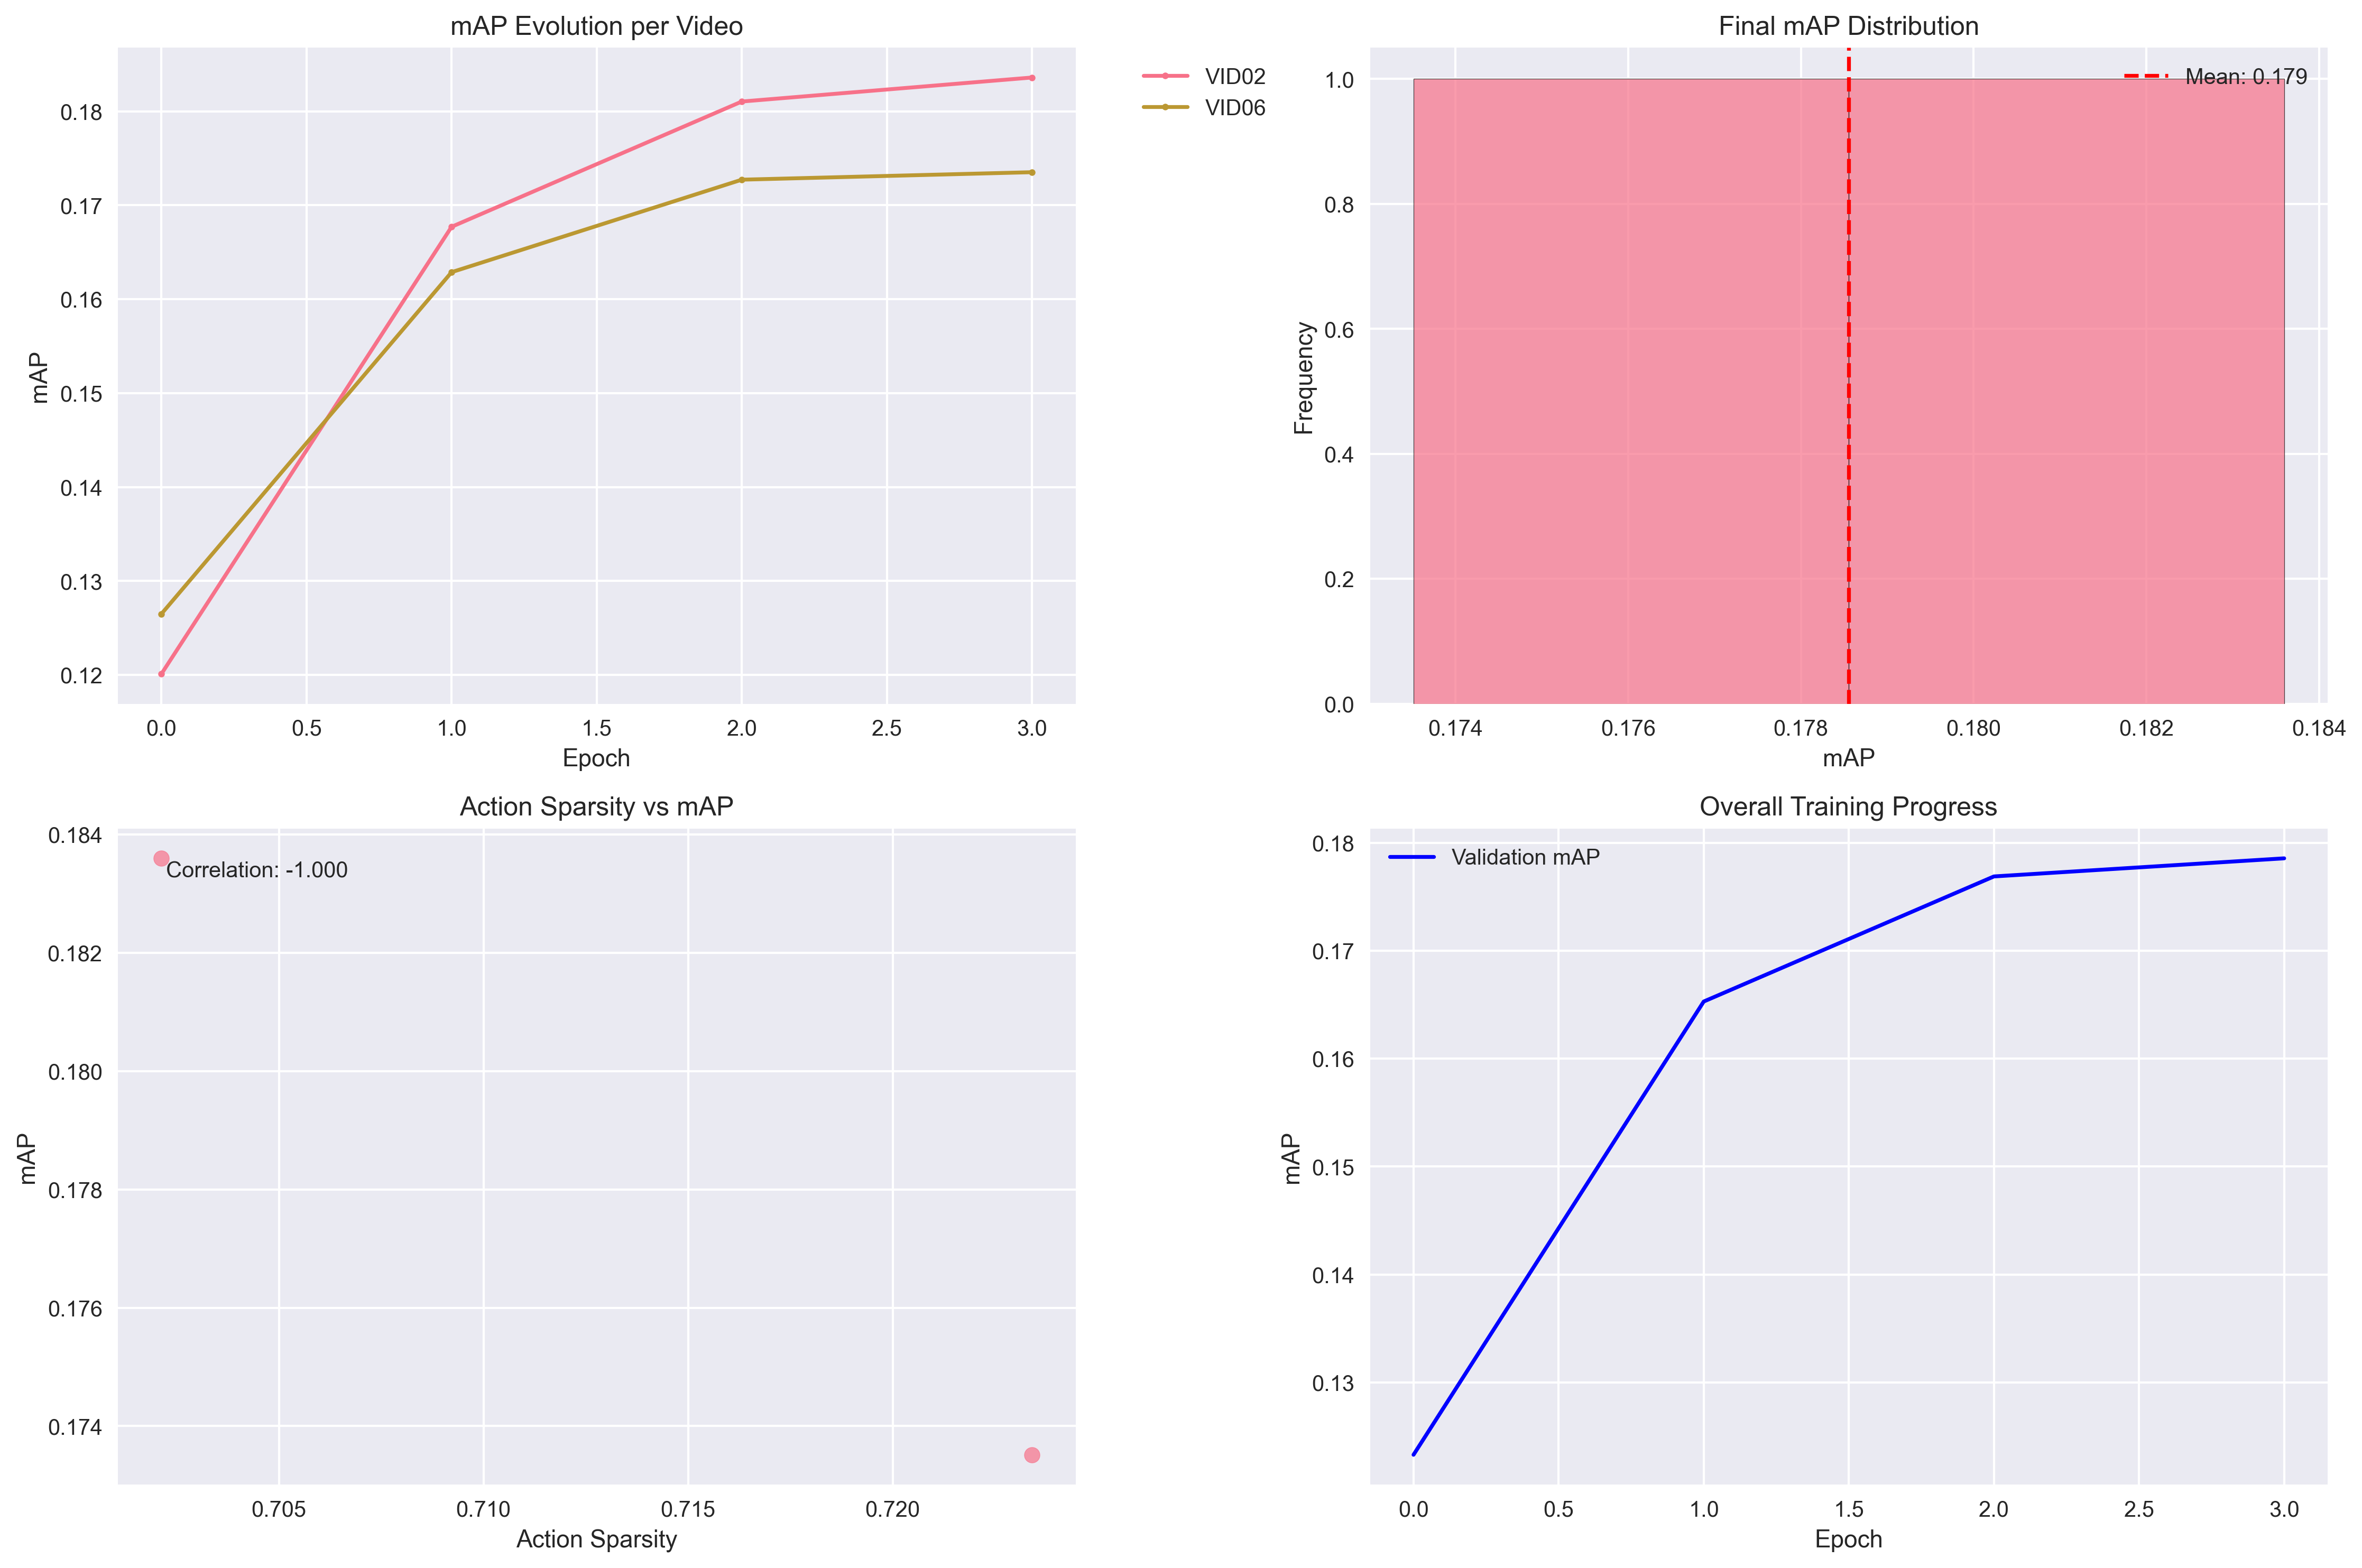 mAP Evolution per Video
0.18
0.17
0.16
0.15
0.14
0.13
0.12
mAP
0.0 0.5 1.0 1.5 2.0 2.5 3.0
Epoch
VID02
VID06
Final mAP Distribution
Mean: 0.179
1.0
0.8
0.6
0.4
0.2
0.0
Frequency
0.174 0.176 0.178 0.180 0.182 0.184
mAP
Action Sparsity vs mAP
Correlation: -1.000
0.184
0.182
0.180
0.178
0.176
0.174
mAP
0.705 0.710 0.715 0.720
Action Sparsity
Overall Training Progress
Validation mAP
0.18
0.17
0.16
0.15
0.14
0.13
mAP
0.0 0.5 1.0 1.5 2.0 2.5 3.0
Epoch